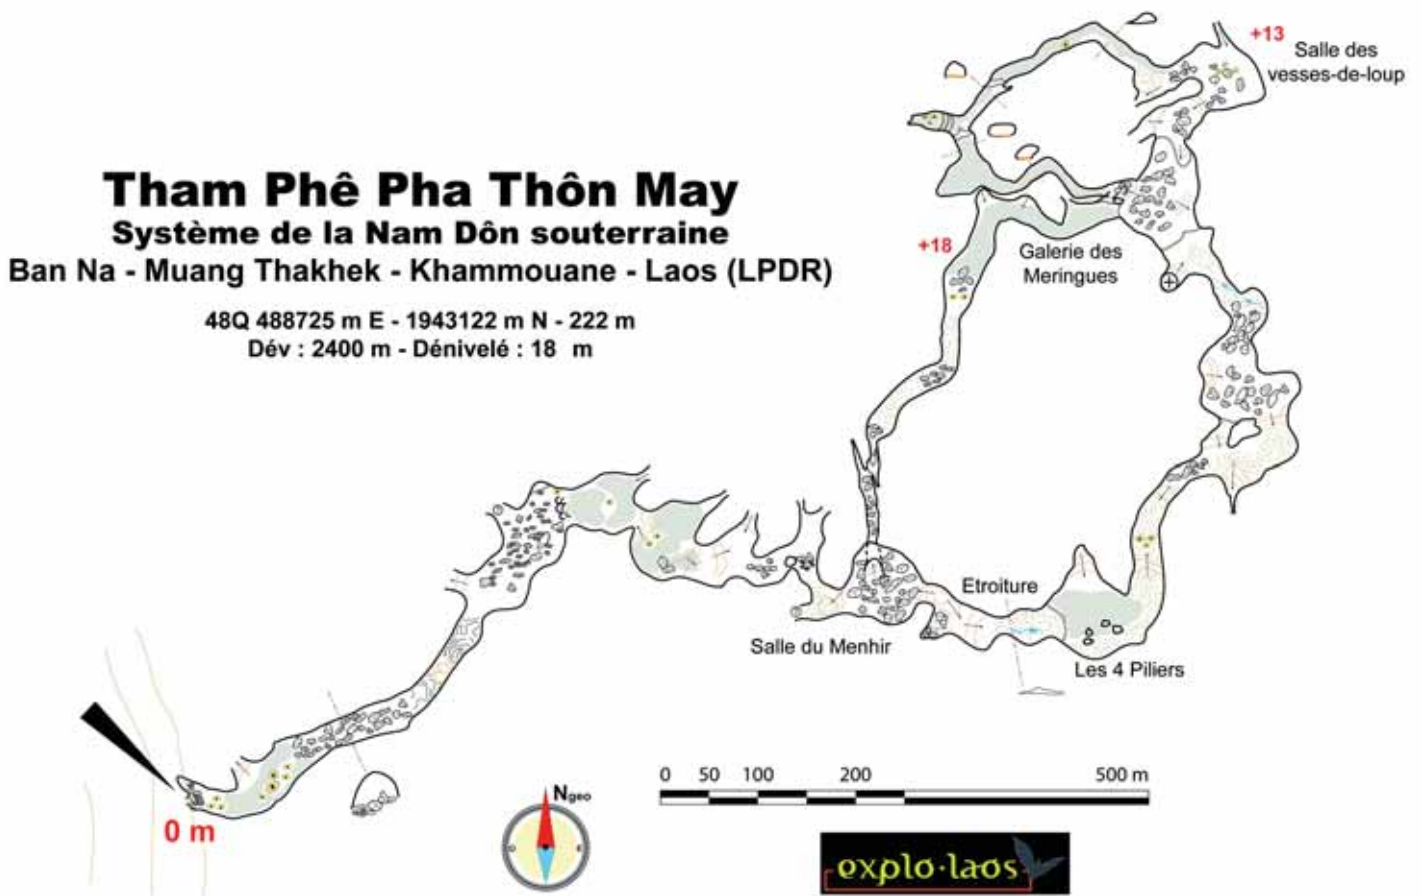 Tham Phê Pha Thôn May
Système de la Nam Dôn souterraine
Ban Na - Muang Thakhek - Khammouane - Laos (LPDR)
48Q 488725 m E - 1943122 m N - 222 m
Dév : 2400 m - Dénivelé : 18 m
+13
Salle des
vesses-de-loup
+18
Galerie des
Meringues
Etroiture
Salle du Menhir
Les 4 Piliers
0 m
Ngeo
0 50 100 200 500 m
explo-laos